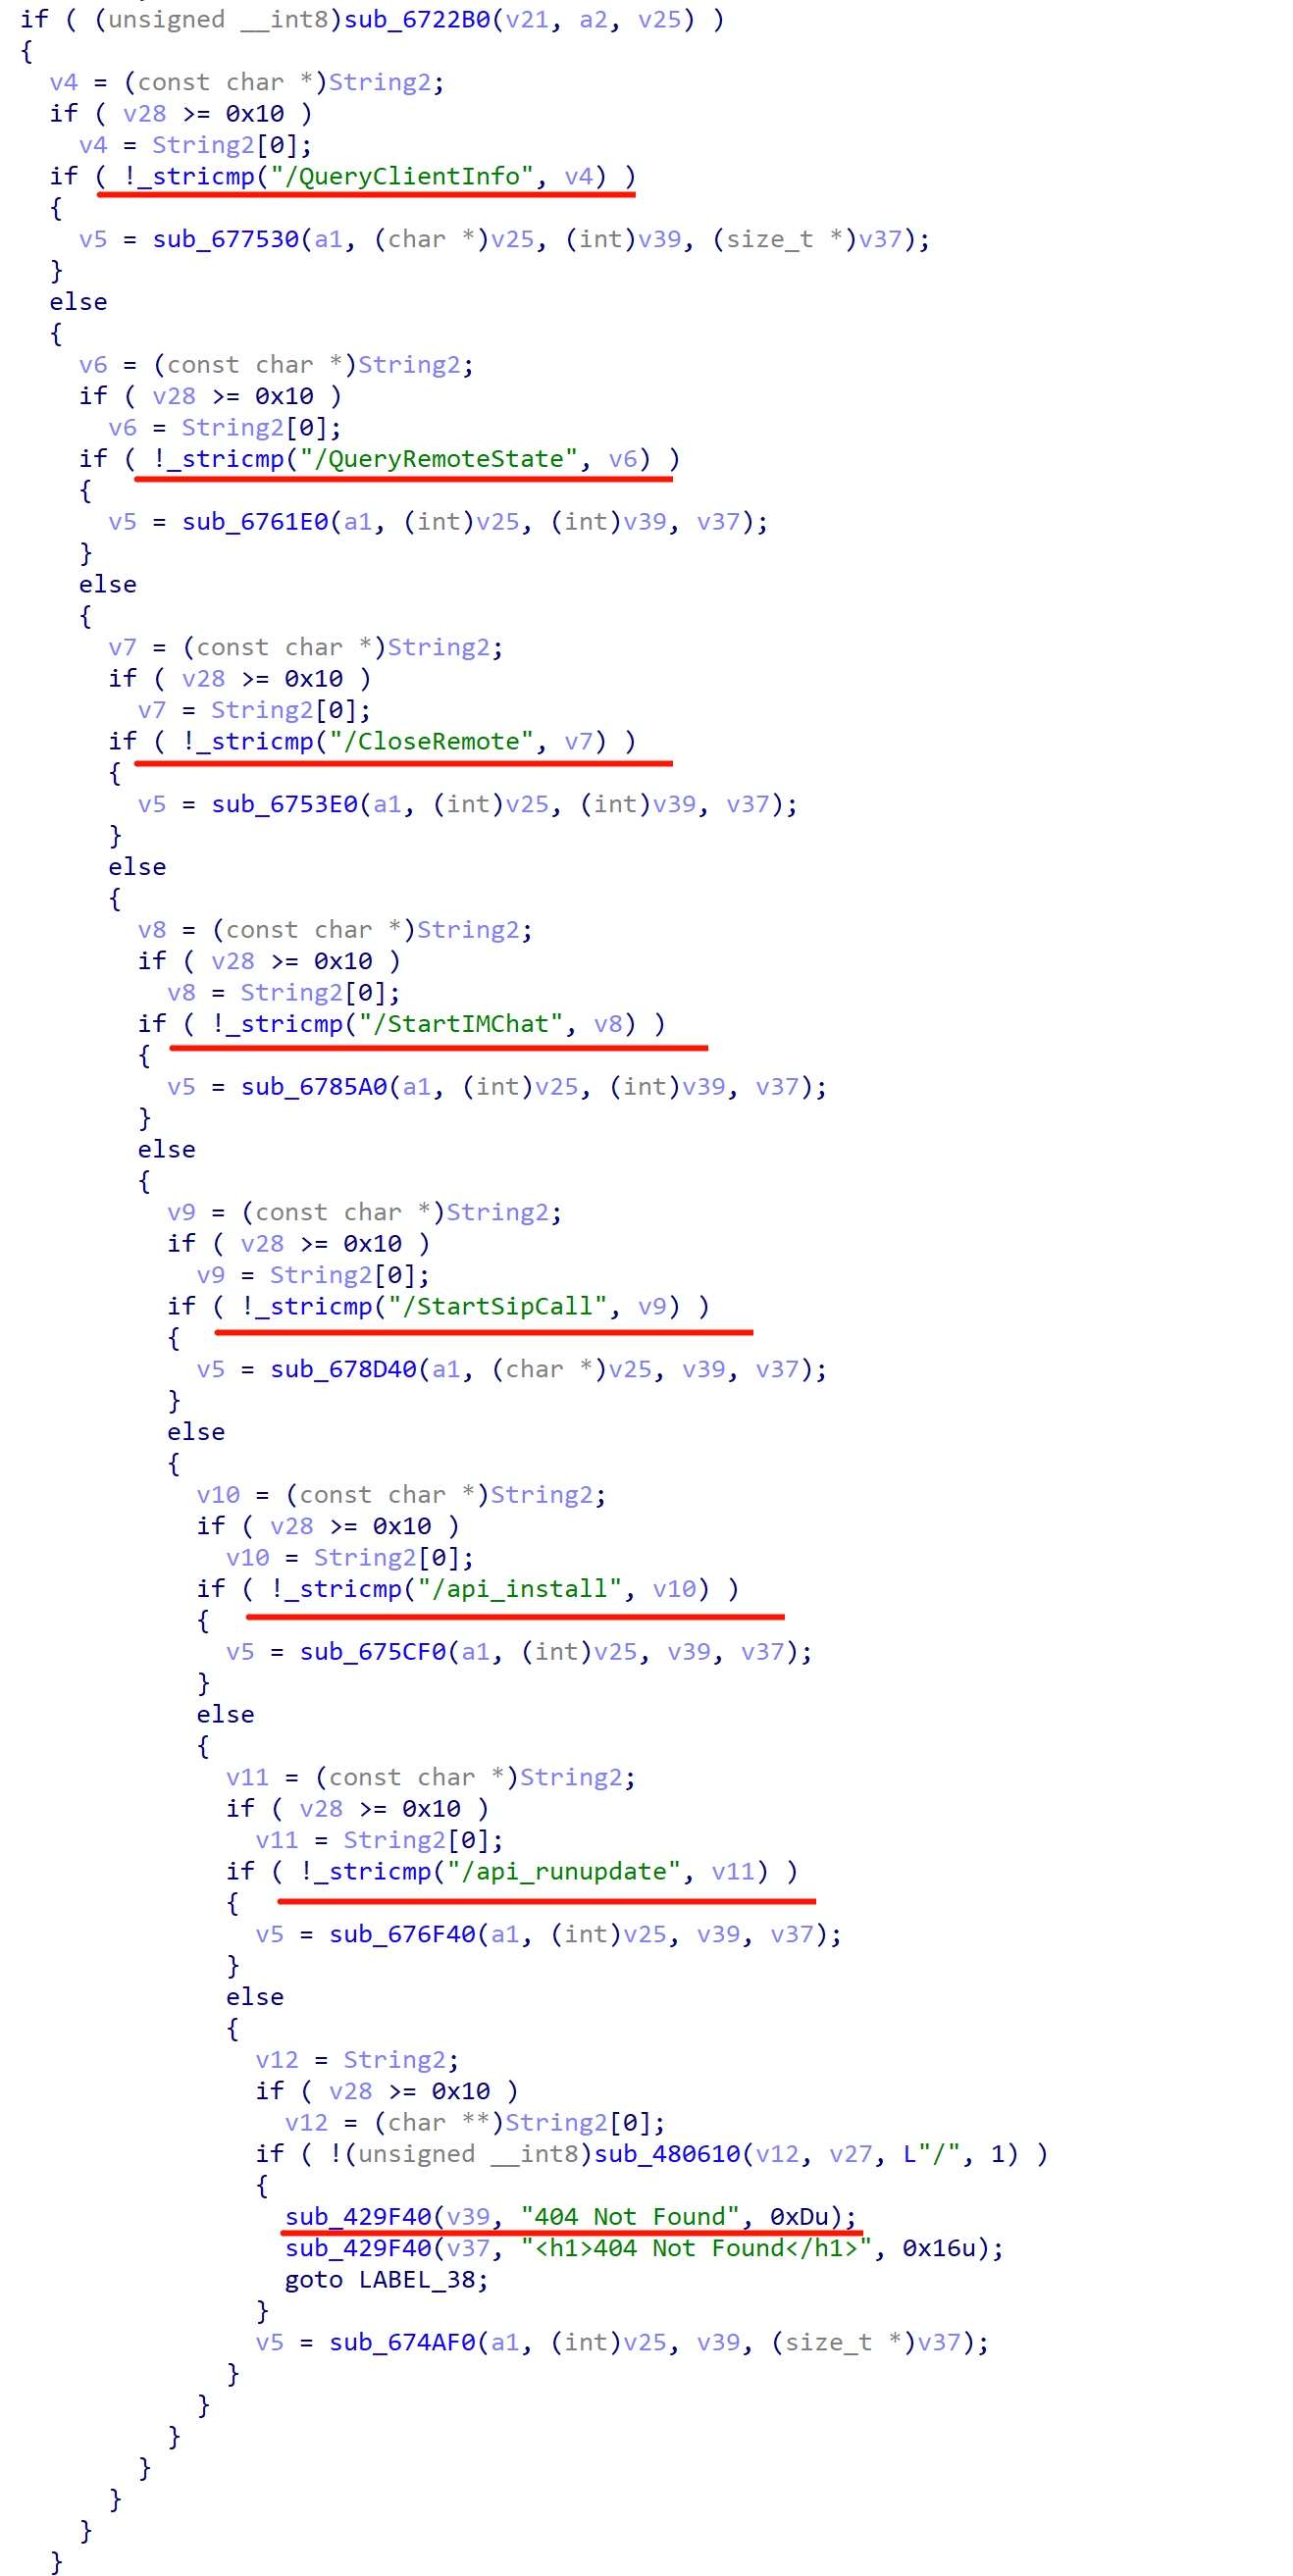 if ( (unsigned __int8)sub_6722B0(v21, a2, v25) )
{
v4 = (const char *)String2;
if ( v28 >= 0x10 )
v4 = String2[0];
if ( !_stricmp("/QueryClientInfo", v4) )
{
v5 = sub_677530(a1, (char *)v25, (int)v39, (size_t *)v37);
}
else
{
v6 = (const char *)String2;
if ( v28 >= 0x10 )
v6 = String2[0];
if ( !_stricmp("/QueryRemoteState", v6) )
{
v5 = sub_6761E0(a1, (int)v25, (int)v39, v37);
}
else
{
v7 = (const char *)String2;
if ( v28 >= 0x10 )
v7 = String2[0];
if ( !_stricmp("/CloseRemote", v7) )
{
v5 = sub_6753E0(a1, (int)v25, (int)v39, v37);
}
else
{
v8 = (const char *)String2;
if ( v28 >= 0x10 )
v8 = String2[0];
if ( !_stricmp("/StartIMChat", v8) )
{
v5 = sub_6785A0(a1, (int)v25, (int)v39, v37);
}
else
{
v9 = (const char *)String2;
if ( v28 >= 0x10 )
v9 = String2[0];
if ( !_stricmp("/StartSipCall", v9) )
{
v5 = sub_678D40(a1, (char *)v25, v39, v37);
}
else
{
v10 = (const char *)String2;
if ( v28 >= 0x10 )
v10 = String2[0];
if ( !_stricmp("/api_install", v10) )
{
v5 = sub_675CF0(a1, (int)v25, v39, v37);
}
else
{
v11 = (const char *)String2;
if ( v28 >= 0x10 )
v11 = String2[0];
if ( !_stricmp("/api_runupdate", v11) )
{
v5 = sub_676F40(a1, (int)v25, v39, v37);
}
else
{
v12 = String2;
if ( v28 >= 0x10 )
v12 = (char **)String2[0];
if ( !(unsigned __int8)sub_480610(v12, v27, L"/", 1) )
{
sub_429F40(v39, "404 Not Found", 0xDu);
sub_429F40(v37, "<h1>404 Not Found</h1>", 0x16u);
goto LABEL_38;
}
v5 = sub_674AF0(a1, (int)v25, v39, (size_t *)v37);
}
}
}
}
}
}
}